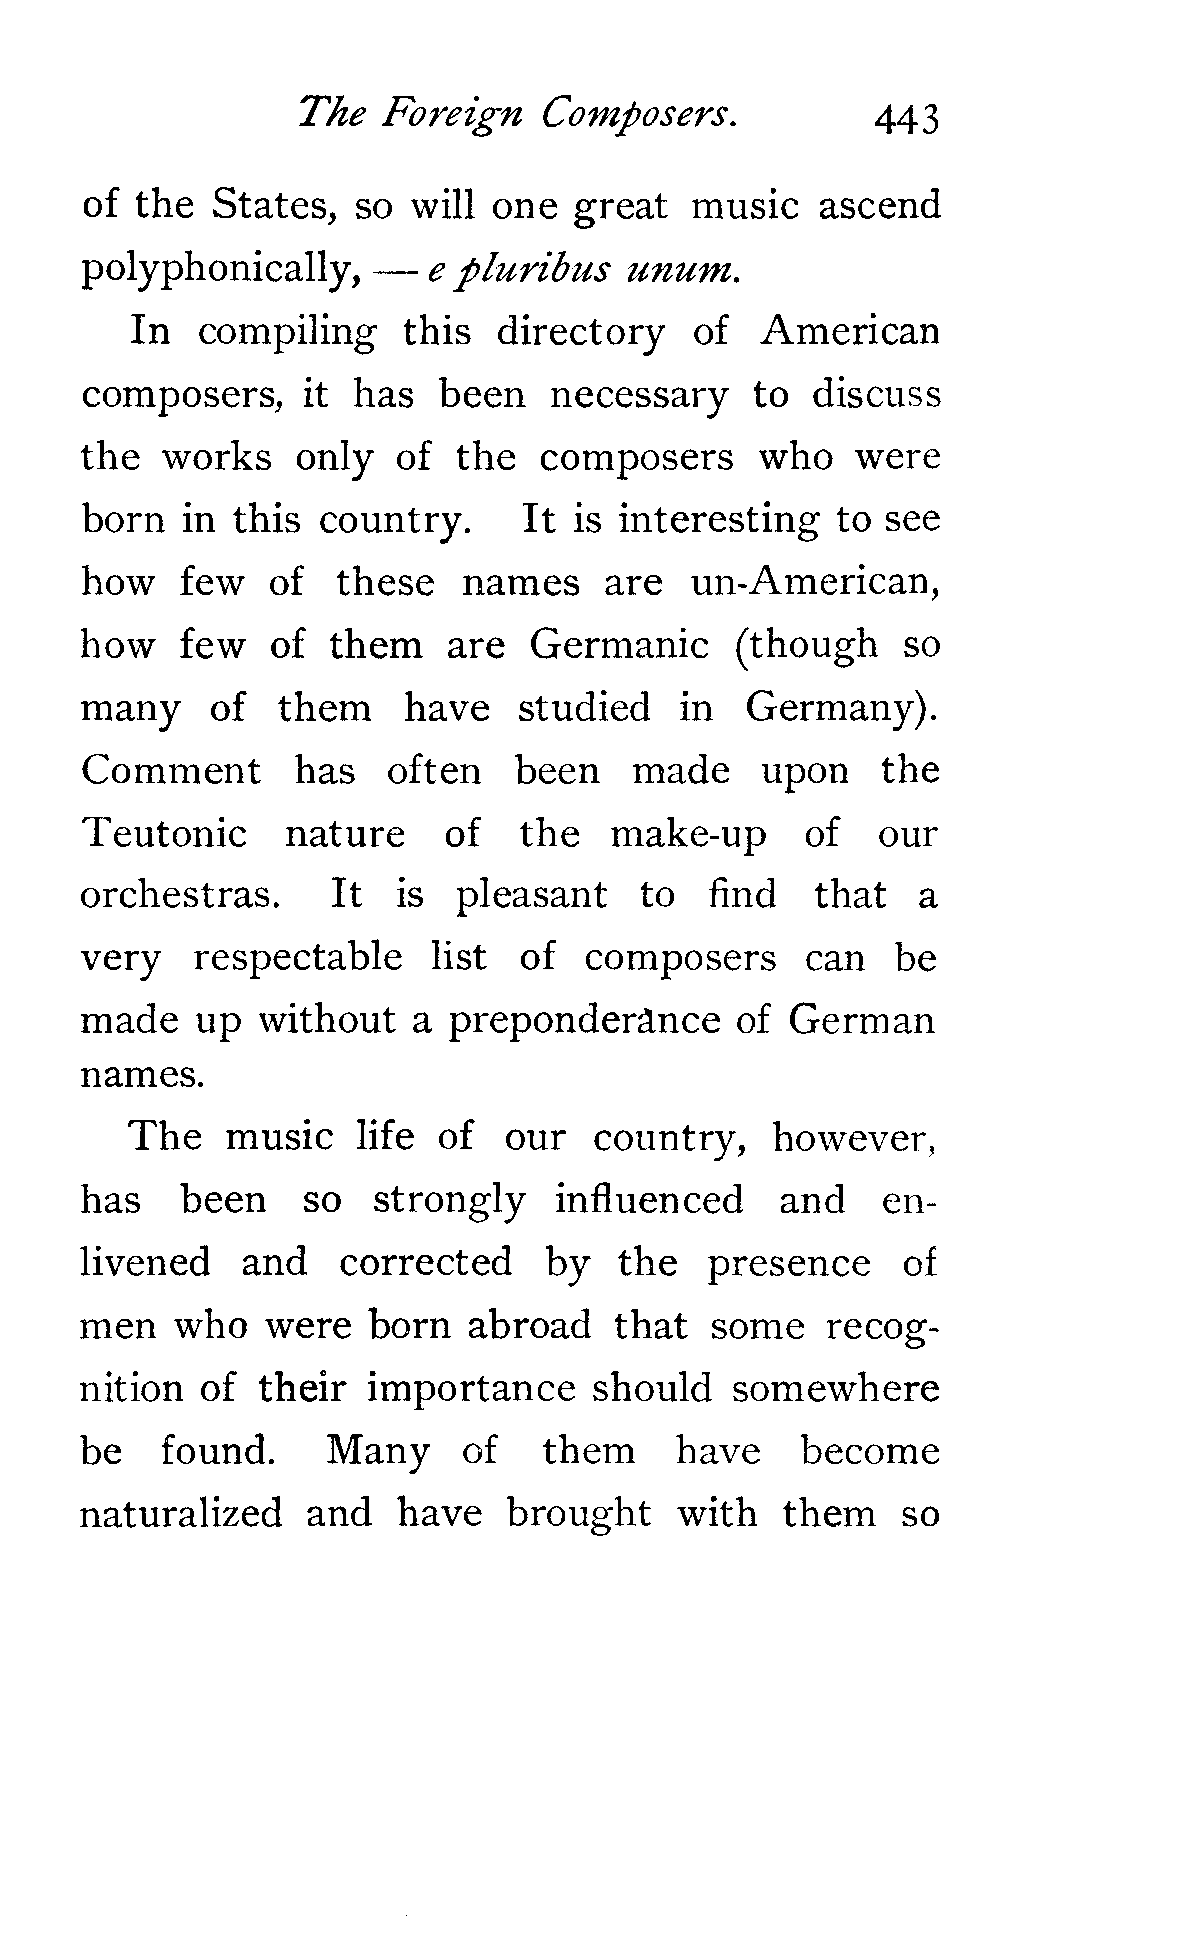 The Foreign Composers. 443
of the States, so will one great music ascend
polyphonically, — e pluribus unum.
In compiling this directory of American
composers, it has been necessary to discuss
the works only of the composers who were
born in this country. It is interesting to see
how few of these names are un-American,
how few of them are Germanic (though so
many of them have studied in Germany).
Comment has often been made upon the
Teutonic nature of the make-up of our
orchestras. It is pleasant to find that a
very respectable list of composers can be
made up without a preponderance of German
names.
The music life of our country, however,
has been so strongly influenced and en-
livened and corrected by the presence of
men who were born abroad that some recog-
nition of their importance should somewhere
be found. Many of them have become
naturalized and have brought with them so